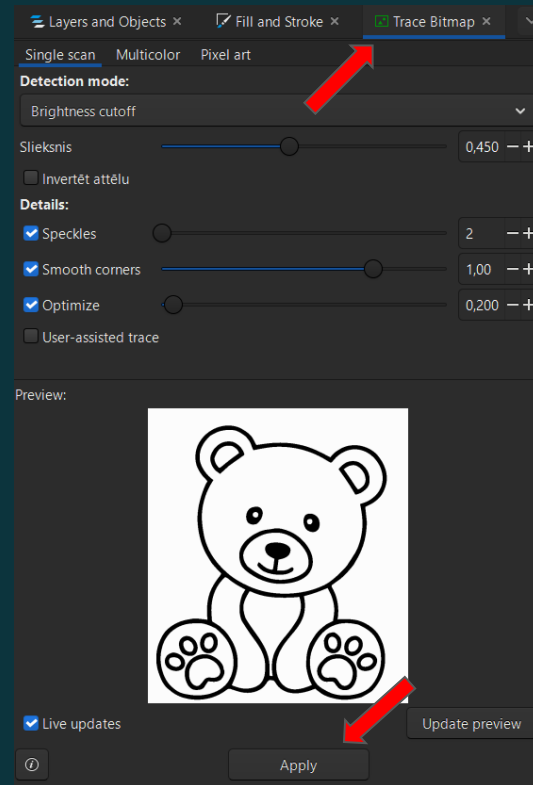 Layers and Objects × Fill and Stroke × Trace Bitmap ×
Single scan Multicolor Pixel art
Detection mode:
Brightness cutoff
Slieksnis 0,450
Invertēt attēlu
Details:
Speckles 2
Smooth corners 1,00
Optimize 0,200
User-assisted trace
Preview:
Live updates Update preview
Apply